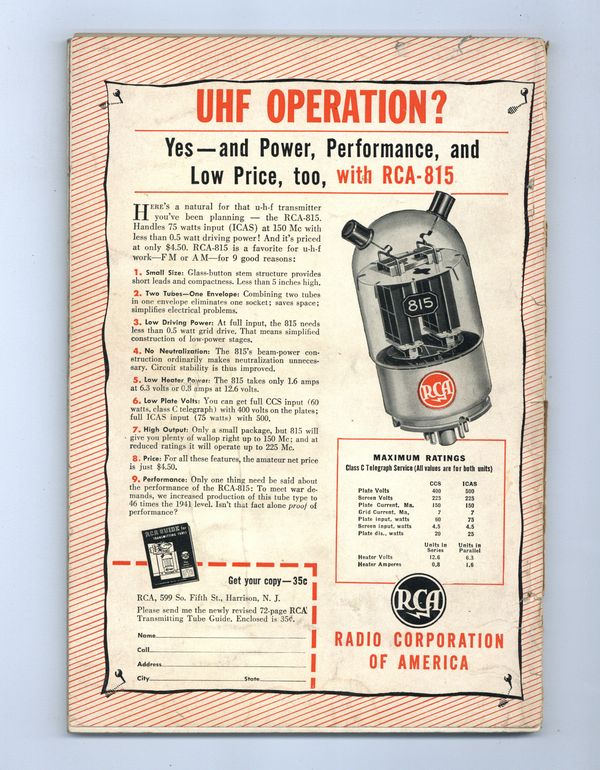 UHF OPERATION?
Yes—and Power, Performance, and
Low Price, too, with RCA-815
HERE'S a natural for that u-h-f transmitter
you've been planning — the RCA-815.
Handles 75 watts input (ICAS) at 150 Mc with
less than 0.5 watt driving power! And it's priced
at only $4.50. RCA-815 is a favorite for u-h-f
work—FM or AM—for 9 good reasons:
1. Small Size: Glass-button stem structure provides
short leads and compactness. Less than 5 inches high.
2. Two Tubes—One Envelope: Combining two tubes
in one envelope eliminates one socket; saves space;
simplifies electrical problems.
3. Low Driving Power: At full input, the 815 needs
less than 0.5 watt grid drive. That means simplified
construction of low-power stages.
4. No Neutralization: The 815's beam-power con-
struction ordinarily makes neutralization unneces-
sary. Circuit stability is thus improved.
5. Low Heater Power: The 815 takes only 1.6 amps
at 6.3 volts or 0.8 amps at 12.6 volts.
6. Low Plate Volts: You can get full CCS input (60
watts, class C telegraph) with 400 volts on the plates;
full ICAS input (75 watts) with 500.
7. High Output: Only a small package, but 815 will
give you plenty of wallop right up to 150 Mc; and at
reduced ratings it will operate up to 225 Mc.
8. Price: For all these features, the amateur net price
is just $4.50.
9. Performance: Only one thing need be said about
the performance of the RCA-815: To meet war de-
mands, we increased production of this tube type to
46 times the 1941 level. Isn't that fact alone proof of
performance?
815
RCA
MAXIMUM RATINGS
Class C Telegraph Service (All values are for both units)
CCS ICAS
Plate Volts 400 500
Screen Volts 225 225
Plate Current, Ma. 150 150
Grid Current, Ma, 7 7
Plate input, watts 60 75
Screen input, watts 4.5 4.5
Plate dis., watts 20 25
Units in Series Units in Parallel
Heater Volts 12.6 6.3
Heater Amperes 0.8 1.6
RCA GUIDE for
TRANSMITTING TUBES
Get your copy—35c
RCA, 599 So. Fifth St., Harrison, N. J.
Please send me the newly revised 72-page RCA
Transmitting Tube Guide. Enclosed is 35¢.
Name
Call
Address
City State
RCA
RADIO CORPORATION
OF AMERICA